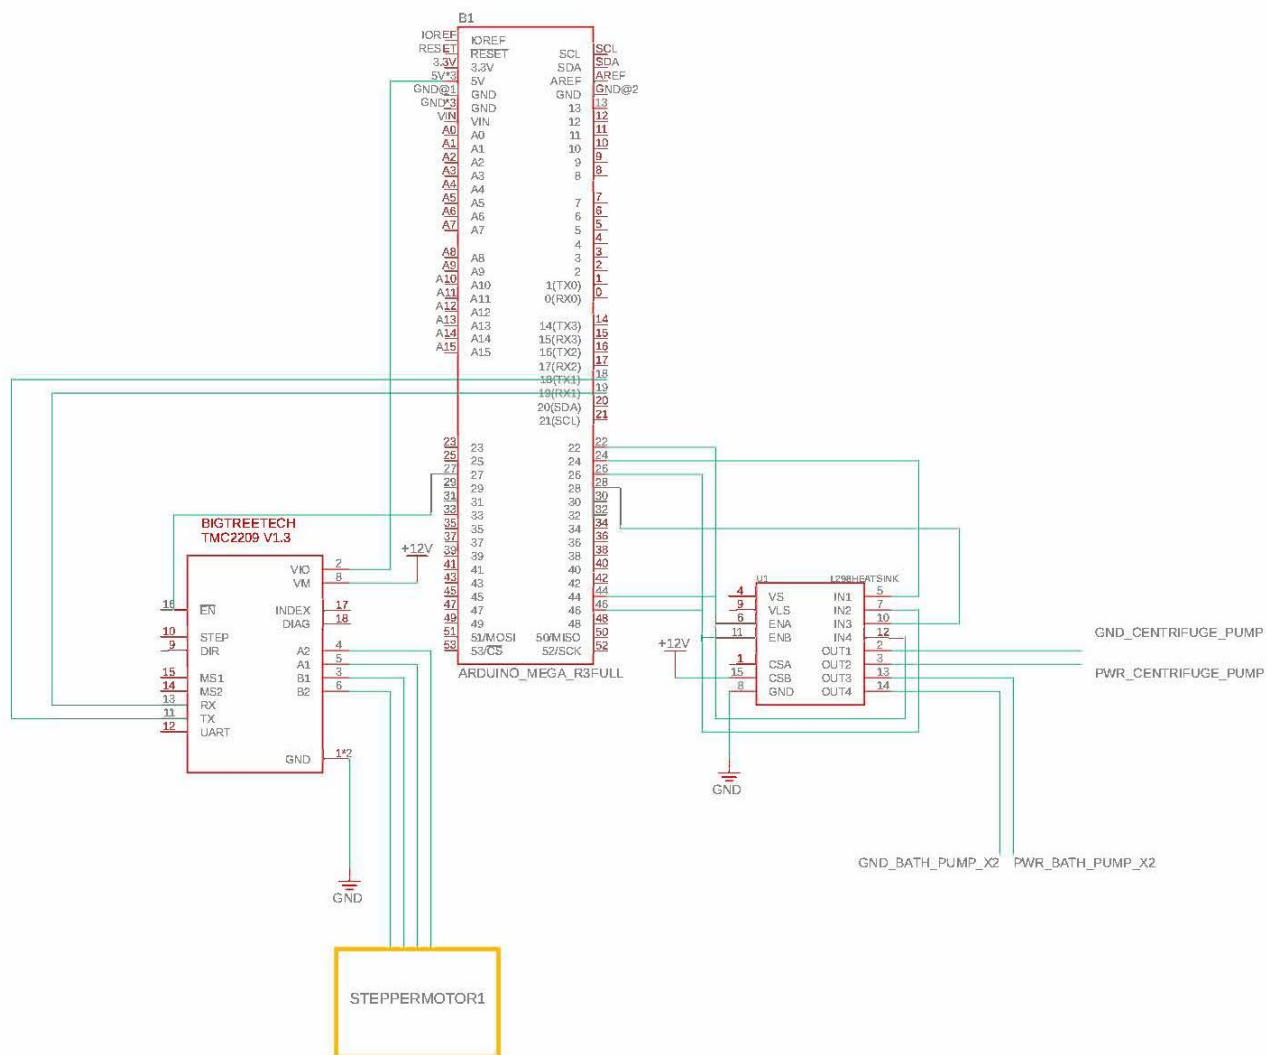 B1
IOREF
RESET
3.3V
5V*3
GND@1
GND*3
VIN
A0
A1
A2
A3
A4
A5
A6
A7
A8
A9
A10
A11
A12
A13
A14
A15
23
25
27
29
31
33
35
37
39
41
43
45
47
49
51
53
IOREF
RESET
3.3V
5V
GND
GND
VIN
A0
A1
A2
A3
A4
A5
A6
A7
A8
A9
A10
A11
A12
A13
A14
A15
23
25
27
29
31
33
35
37
39
41
43
45
47
49
51/MOSI
53/CS
SCL
SDA
AREF
GND
13
12
11
10
9
8
7
6
5
4
3
2
1(TX0)
0(RX0)
14(TX3)
15(RX3)
16(TX2)
17(RX2)
18(TX1)
19(RX1)
20(SDA)
21(SCL)
22
24
26
28
30
32
34
36
38
40
42
44
46
48
50/MISO
52/SCK
SCL
SDA
AREF
GND@2
13
12
11
10
9
8
7
6
5
4
3
2
1
0
14
15
16
17
18
19
20
21
22
24
26
28
30
32
34
36
38
40
42
44
46
48
50
52
ARDUINO_MEGA_R3FULL
BIGTREETECH
TMC2209 V1.3
+12V
16
10
9
15
14
13
11
12
EN
STEP
DIR
MS1
MS2
RX
TX
UART
VIO
VM
INDEX
DIAG
A2
A1
B1
B2
GND
2
8
17
18
4
5
3
6
1*2
GND
STEPPERMOTOR1
U1
L298HEATSINK
+12V
4
9
6
11
1
15
8
VS
VLS
ENA
ENB
CSA
CSB
GND
IN1
IN2
IN3
IN4
OUT1
OUT2
OUT3
OUT4
5
7
10
12
2
3
13
14
GND
GND_CENTRIFUGE_PUMP
PWR_CENTRIFUGE_PUMP
GND_BATH_PUMP_X2
PWR_BATH_PUMP_X2